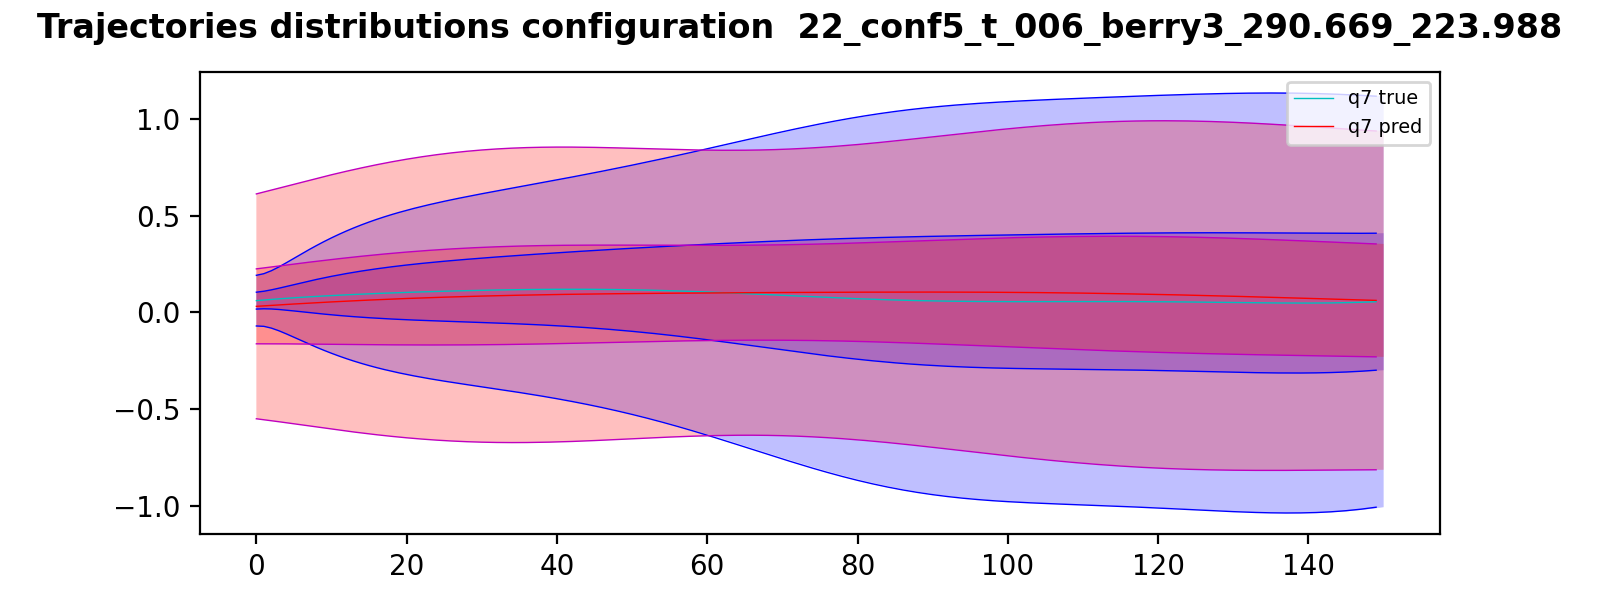 Trajectories distributions configuration  22_conf5_t_006_berry3_290.669_223.988
q7 true
q7 pred
1.0
0.5
0.0
−0.5
−1.0
0 20 40 60 80 100 120 140